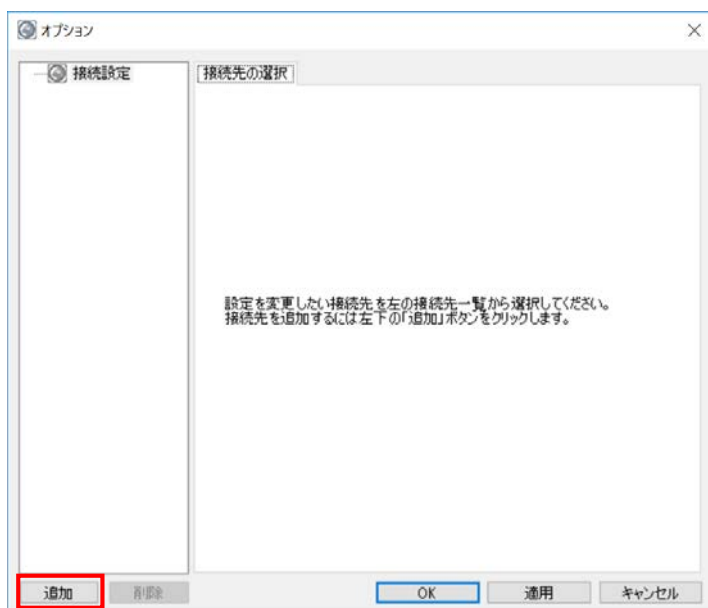 オプション
接続設定
接続先の選択
設定を変更したい接続先を左の接続先一覧から選択してください。
接続先を追加するには左下の「追加」ボタンをクリックします。
追加
削除
OK
適用
キャンセル